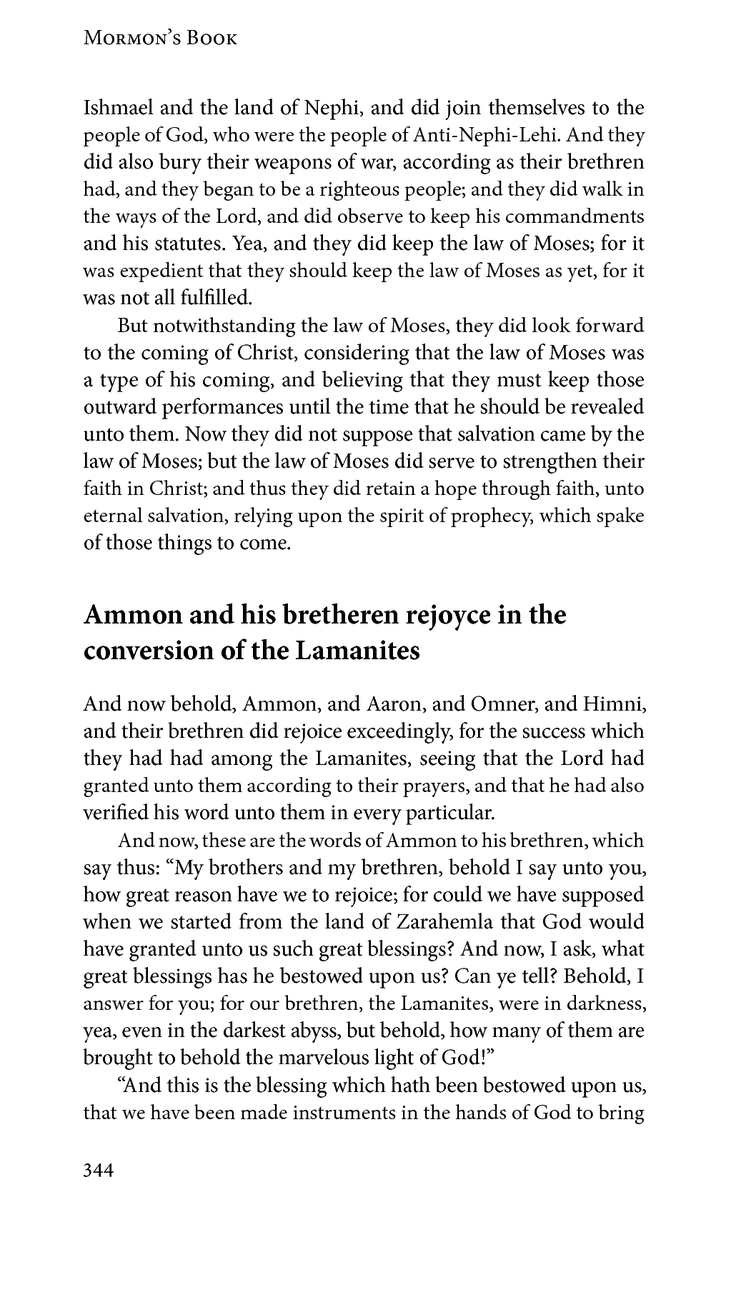 Mormon's Book
Ishmael and the land of Nephi, and did join themselves to the
people of God, who were the people of Anti-Nephi-Lehi. And they
did also bury their weapons of war, according as their brethren
had, and they began to be a righteous people; and they did walk in
the ways of the Lord, and did observe to keep his commandments
and his statutes. Yea, and they did keep the law of Moses; for it
was expedient that they should keep the law of Moses as yet, for it
was not all fulfilled.
But notwithstanding the law of Moses, they did look forward
to the coming of Christ, considering that the law of Moses was
a type of his coming, and believing that they must keep those
outward performances until the time that he should be revealed
unto them. Now they did not suppose that salvation came by the
law of Moses; but the law of Moses did serve to strengthen their
faith in Christ; and thus they did retain a hope through faith, unto
eternal salvation, relying upon the spirit of prophecy, which spake
of those things to come.
Ammon and his bretheren rejoyce in the
conversion of the Lamanites
And now behold, Ammon, and Aaron, and Omner, and Himni,
and their brethren did rejoice exceedingly, for the success which
they had had among the Lamanites, seeing that the Lord had
granted unto them according to their prayers, and that he had also
verified his word unto them in every particular.
And now, these are the words of Ammon to his brethren, which
say thus: “My brothers and my brethren, behold I say unto you,
how great reason have we to rejoice; for could we have supposed
when we started from the land of Zarahemla that God would
have granted unto us such great blessings? And now, I ask, what
great blessings has he bestowed upon us? Can ye tell? Behold, I
answer for you; for our brethren, the Lamanites, were in darkness,
yea, even in the darkest abyss, but behold, how many of them are
brought to behold the marvelous light of God!”
“And this is the blessing which hath been bestowed upon us,
that we have been made instruments in the hands of God to bring
344